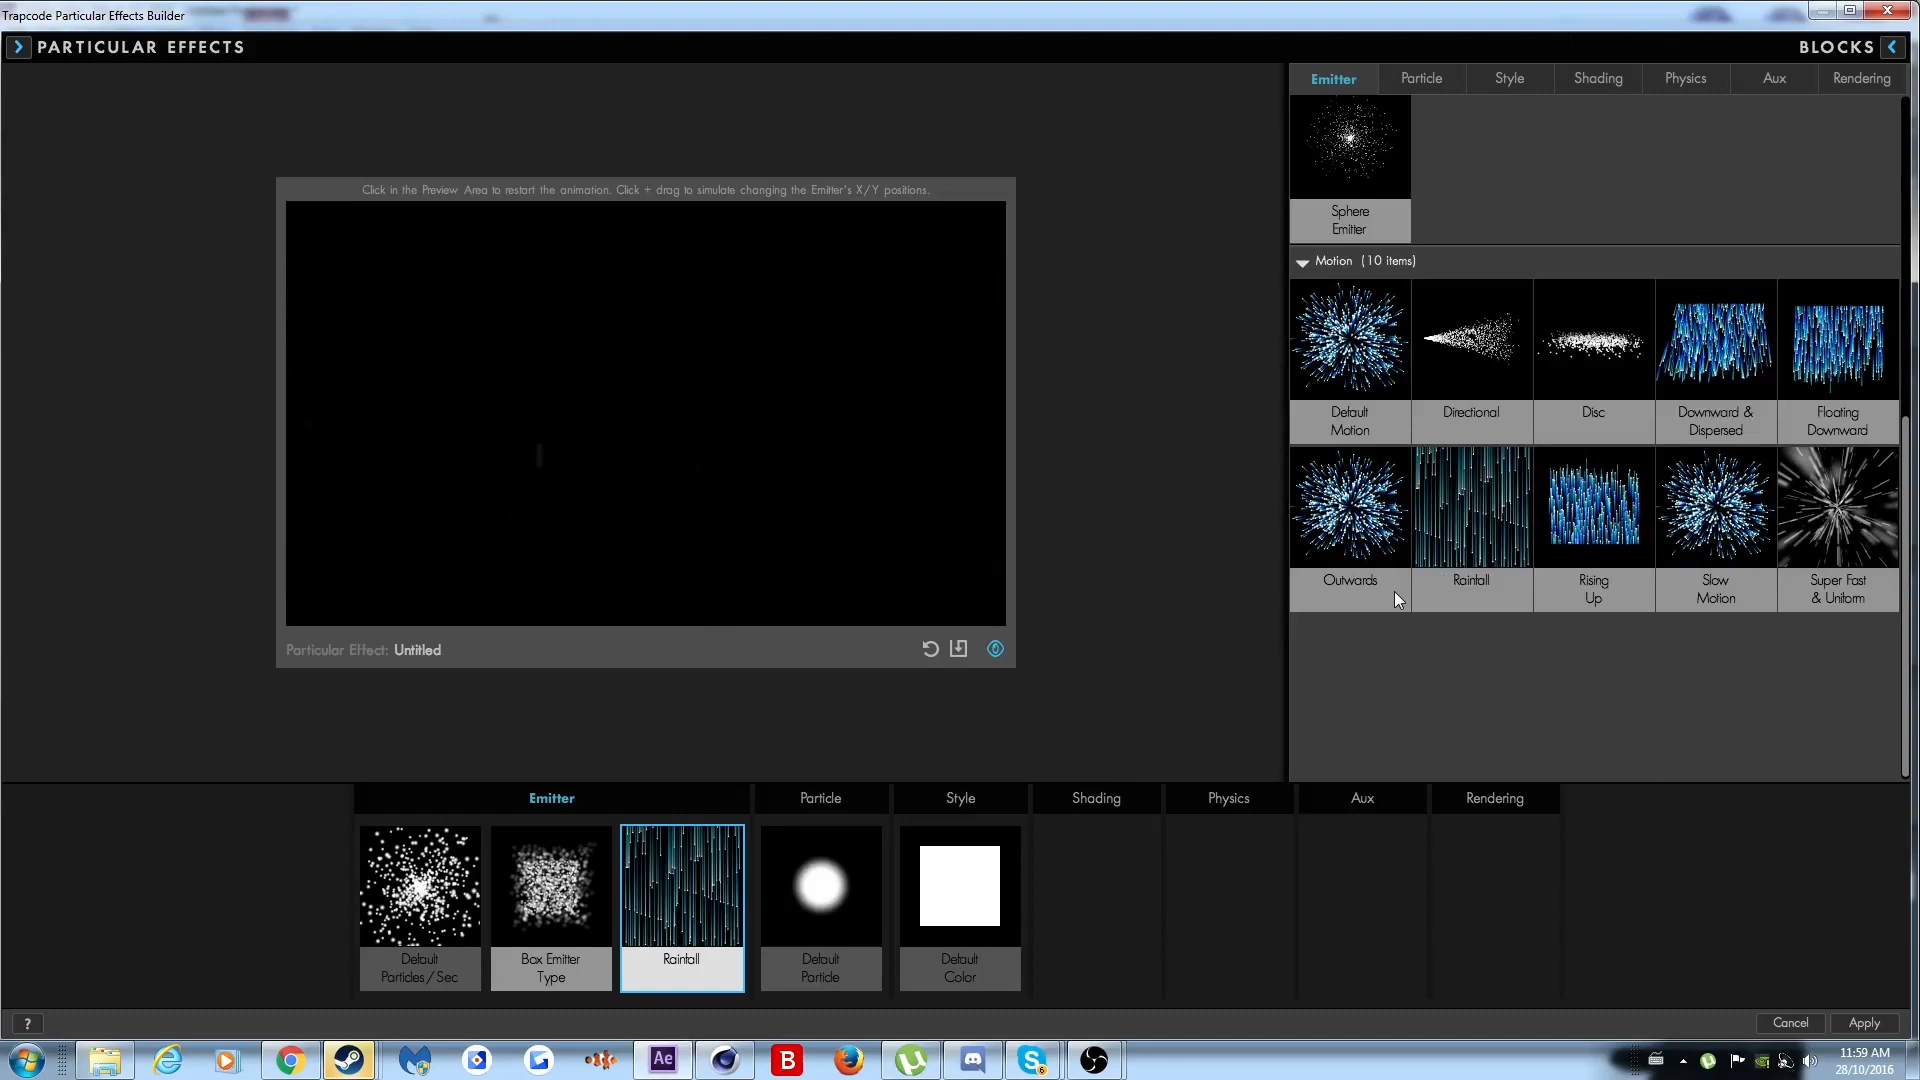 Trapcode Particular Effects Builder
PARTICULAR EFFECTS
BLOCKS
Emitter
Particle
Style
Shading
Physics
Aux
Rendering
Sphere
Emitter
Motion (10 items)
Default
Motion
Directional
Disc
Downward &
Dispersed
Floating
Downward
Outwards
Rainfall
Rising
Up
Slow
Motion
Super Fast
& Uniform
Click in the Preview Area to restart the animation. Click + drag to simulate changing the Emitter's X/Y positions.
Particular Effect: Untitled
Emitter
Particle
Style
Shading
Physics
Aux
Rendering
Default
Particles / Sec
Box Emitter
Type
Rainfall
Default
Particle
Default
Color
?
Cancel
Apply
Ae
B
S
6
11:59 AM
28/10/2016